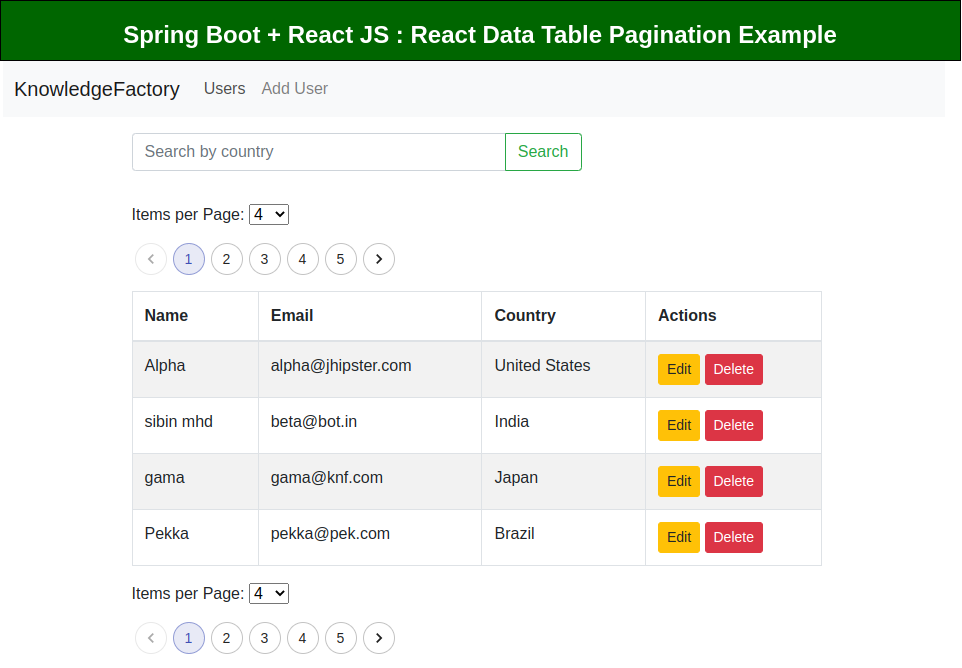 Spring Boot + React JS : React Data Table Pagination Example
KnowledgeFactory Users Add User
Search by country Search
Items per Page: 4
1 2 3 4 5
Name Email Country Actions
Alpha alpha@jhipster.com United States Edit Delete
sibin mhd beta@bot.in India Edit Delete
gama gama@knf.com Japan Edit Delete
Pekka pekka@pek.com Brazil Edit Delete
Items per Page: 4
1 2 3 4 5